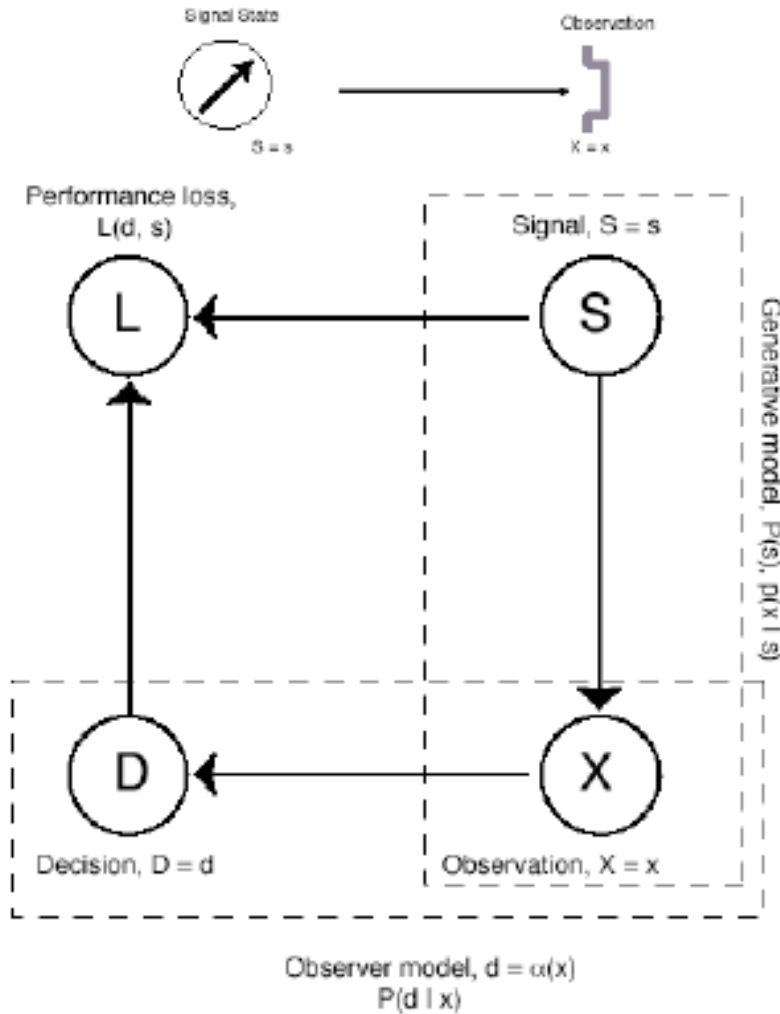 Signal State
Observation
S = s
X = x
Performance loss,
L(d, s)
Signal, S = s
L
S
Generative model, P(s), p(x | s)
D
X
Decision, D = d
Observation, X = x
Observer model, d = α(x)
P(d | x)